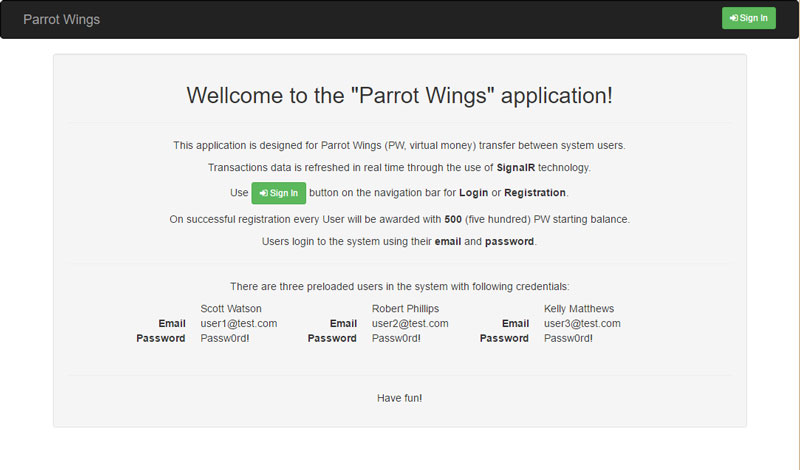 Parrot Wings
Sign In
Wellcome to the "Parrot Wings" application!
This application is designed for Parrot Wings (PW, virtual money) transfer between system users.
Transactions data is refreshed in real time through the use of SignalR technology.
Use Sign In button on the navigation bar for Login or Registration.
On successful registration every User will be awarded with 500 (five hundred) PW starting balance.
Users login to the system using their email and password.
There are three preloaded users in the system with following credentials:
Scott Watson Robert Phillips Kelly Matthews
Email user1@test.com Email user2@test.com Email user3@test.com
Password Passw0rd! Password Passw0rd! Password Passw0rd!
Have fun!